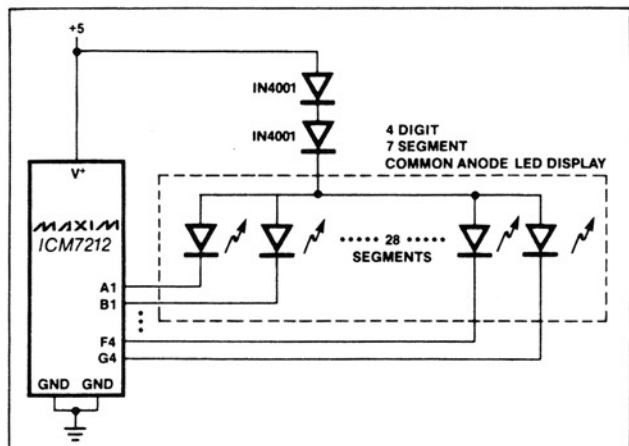 +5
IN4001
IN4001
4 DIGIT
7 SEGMENT
COMMON ANODE LED DISPLAY
V+
MAXIM
ICM7212
•••••• 28 ••••••
SEGMENTS
A1
B1
F4
G4
GND GND